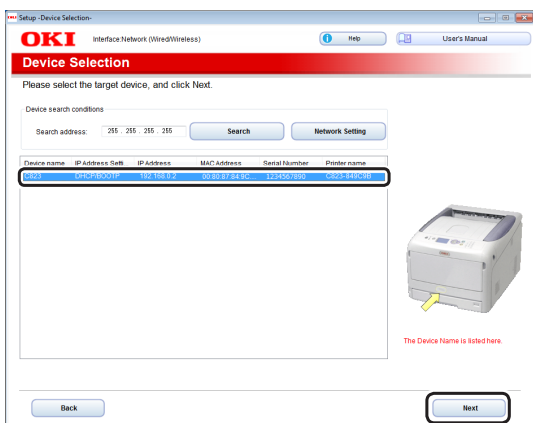 OKI Setup -Device Selection-
OKI Interface:Network (Wired/Wireless) i Help User's Manual
Device Selection
Please select the target device, and click Next.
Device search conditions
Search address: 255 . 255 . 255 . 255 Search Network Setting
Device name IP Address Setti... IP Address MAC Address Serial Number Printer name
C823 DHCP/BOOTP 192.168.0.2 00:80:87:84:9C... 1234567890 C823-849C9B
The Device Name is listed here.
Back Next